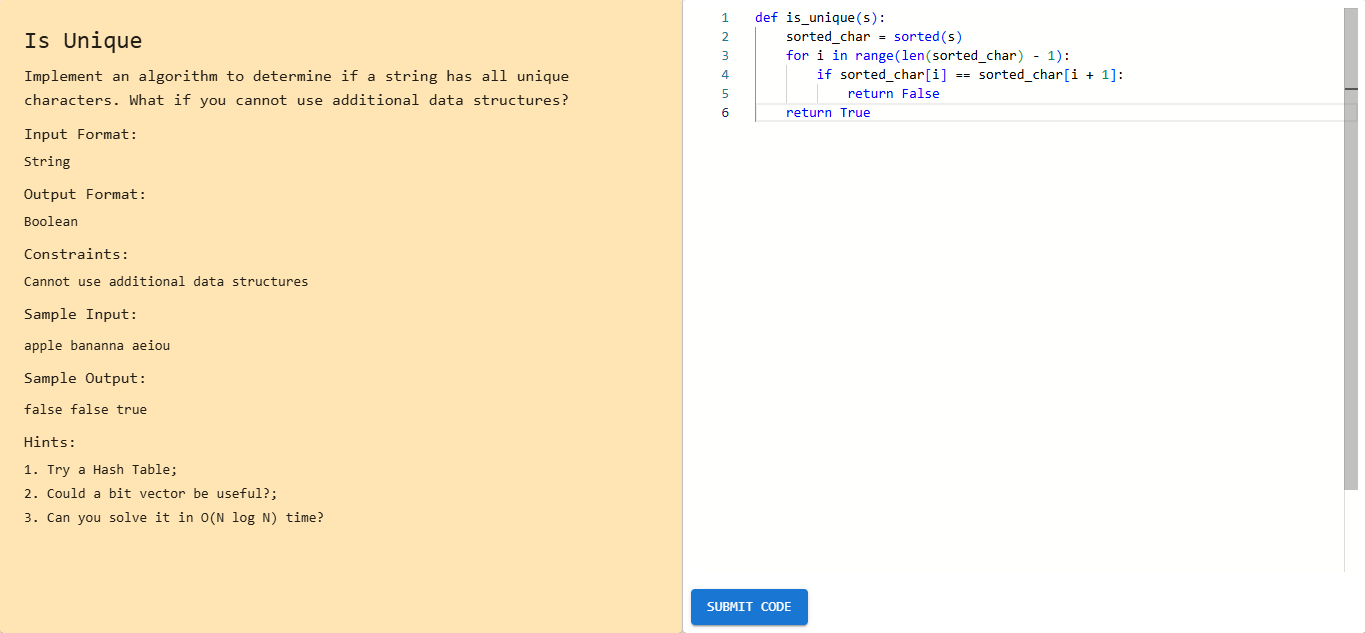 Is Unique
Implement an algorithm to determine if a string has all unique
characters. What if you cannot use additional data structures?
Input Format:
String
Output Format:
Boolean
Constraints:
Cannot use additional data structures
Sample Input:
apple bananna aeiou
Sample Output:
false false true
Hints:
1. Try a Hash Table;
2. Could a bit vector be useful?;
3. Can you solve it in O(N log N) time?
1 def is_unique(s):
2     sorted_char = sorted(s)
3     for i in range(len(sorted_char) - 1):
4         if sorted_char[i] == sorted_char[i + 1]:
5             return False
6     return True
SUBMIT CODE